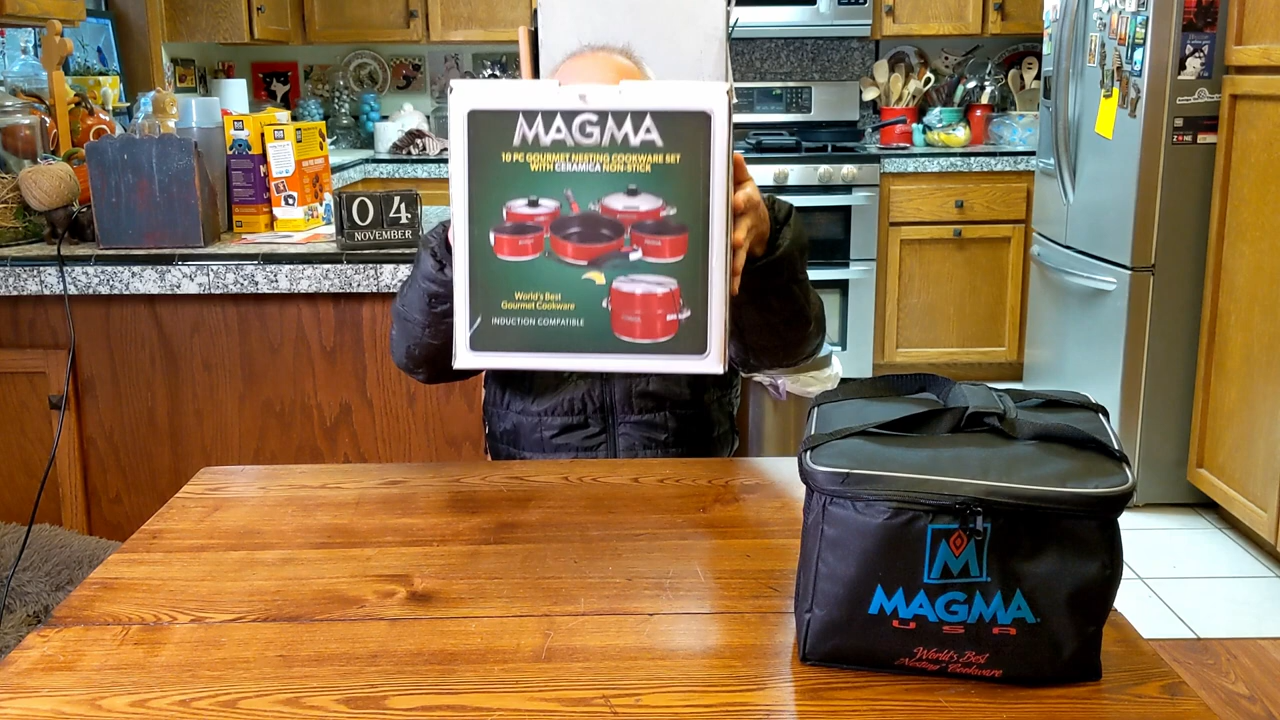 MAGMA
10 PC GOURMET NESTING COOKWARE SET
WITH CERAMICA NON-STICK
World's Best
Gourmet Cookware
INDUCTION COMPATIBLE
04
NOVEMBER
ZONE
M
MAGMA
USA
World's Best
"Nesting" Cookware